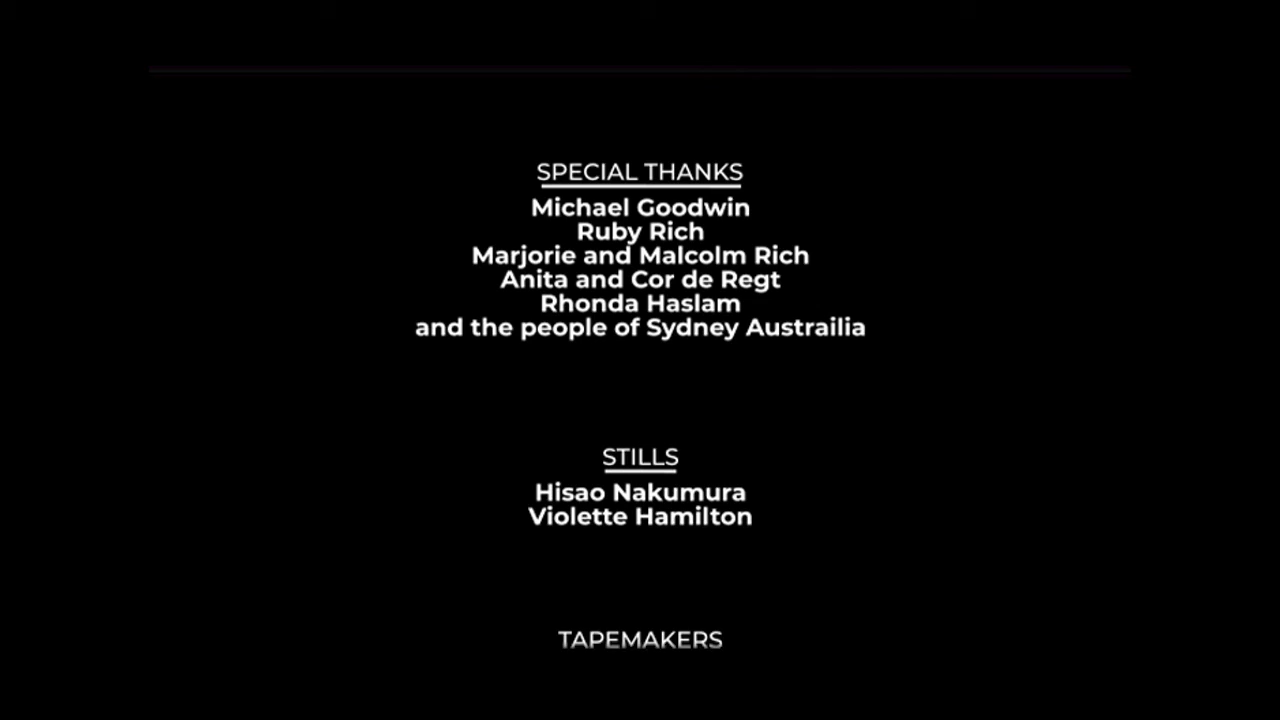 SPECIAL THANKS
Michael Goodwin
Ruby Rich
Marjorie and Malcolm Rich
Anita and Cor de Regt
Rhonda Haslam
and the people of Sydney Austrailia
STILLS
Hisao Nakumura
Violette Hamilton
TAPEMAKERS